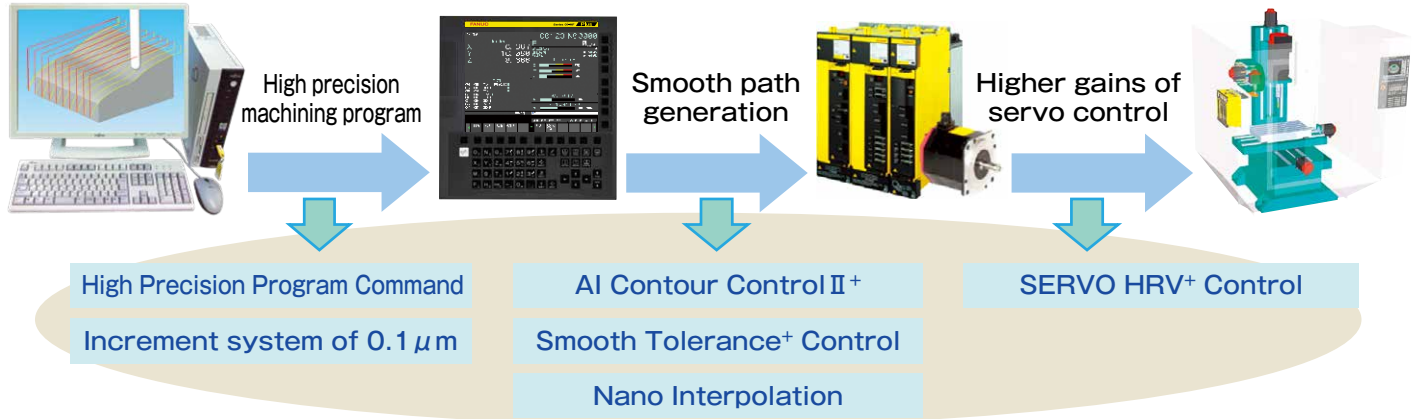 High precision
machining program
Smooth path
generation
Higher gains of
servo control
FANUC
High Precision Program Command
Increment system of 0.1μm
AI Contour ControlⅡ+
Smooth Tolerance+ Control
Nano Interpolation
SERVO HRV+ Control